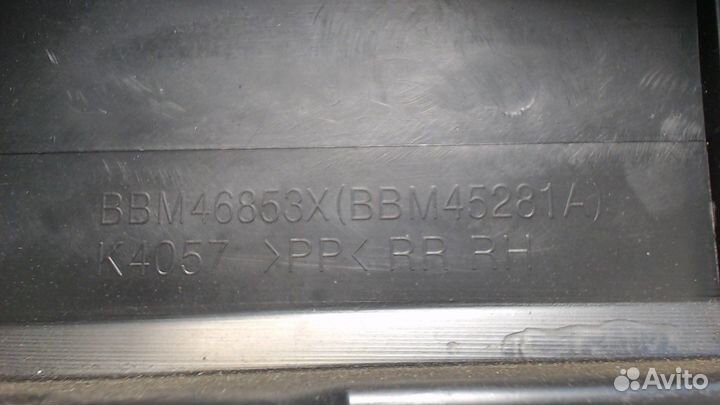 BBM46853X(BBM45281A)
K4057 >PP< RR RH
Avito